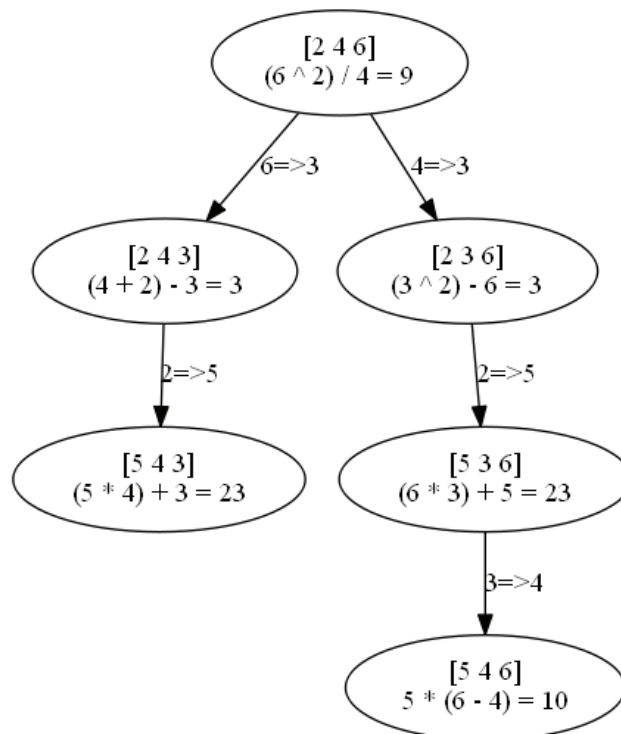 [2 4 6]
(6 ^ 2) / 4 = 9
6=>3
4=>3
[2 4 3]
(4 + 2) - 3 = 3
[2 3 6]
(3 ^ 2) - 6 = 3
2=>5
2=>5
[5 4 3]
(5 * 4) + 3 = 23
[5 3 6]
(6 * 3) + 5 = 23
3=>4
[5 4 6]
5 * (6 - 4) = 10